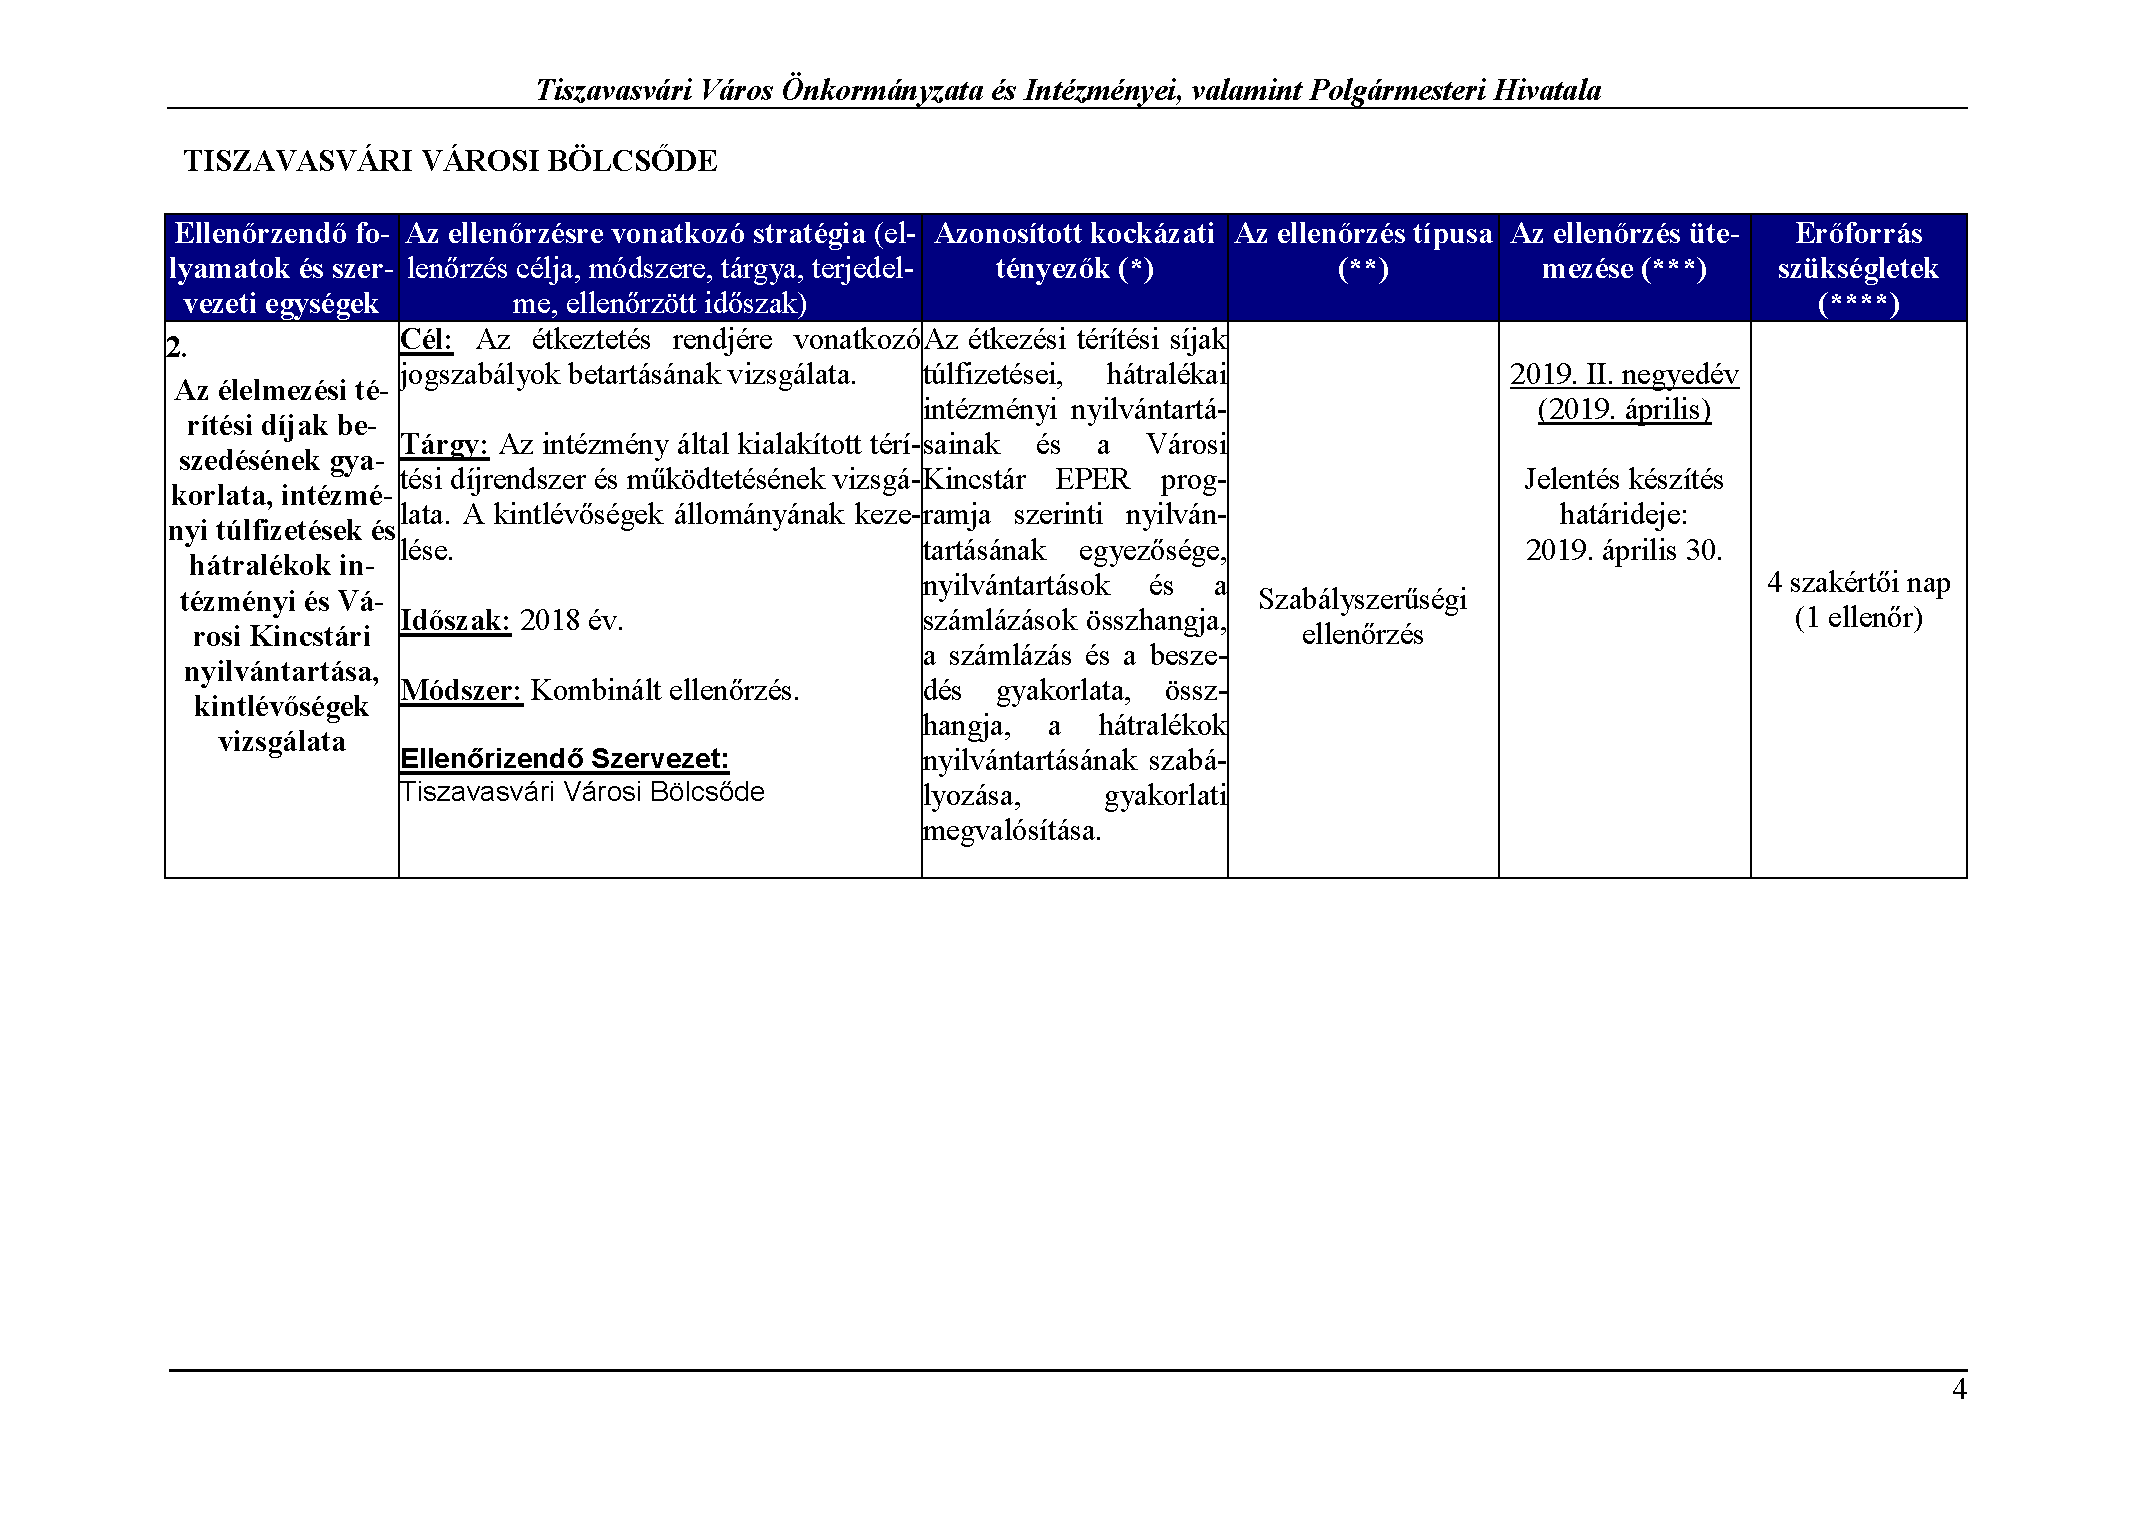 Tiszavasvári Város Önkormányzata és Intézményei, valamint Polgármesteri Hivatala
TISZAVASVÁRI VÁROSI BÖLCSŐDE
Ellenőrzendő fo-
lyamatok és szer-
vezeti egységek
Az ellenőrzésre vonatkozó stratégia (el-
lenőrzés célja, módszere, tárgya, terjedel-
me, ellenőrzött időszak)
Azonosított kockázati
tényezők (*)
Az ellenőrzés típusa
(**)
Az ellenőrzés üte-
mezése (***)
Erőforrás
szükségletek
(****)
2.
Az élelmezési té-
rítési díjak be-
szedésének gya-
korlata, intézmé-
nyi túlfizetések és
hátralékok in-
tézményi és Vá-
rosi Kincstári
nyilvántartása,
kintlévőségek
vizsgálata
Cél: Az étkeztetés rendjére vonatkozó
jogszabályok betartásának vizsgálata.
Tárgy: Az intézmény által kialakított térí-
tési díjrendszer és működtetésének vizsgá-
lata. A kintlévőségek állományának keze-
lése.
Időszak: 2018 év.
Módszer: Kombinált ellenőrzés.
Ellenőrizendő Szervezet:
Tiszavasvári Városi Bölcsőde
Az étkezési térítési síjak
túlfizetései, hátralékai
intézményi nyilvántartá-
sainak és a Városi
Kincstár EPER prog-
ramja szerinti nyilván-
tartásának egyezősége,
nyilvántartások és a
számlázások összhangja,
a számlázás és a besze-
dés gyakorlata, össz-
hangja, a hátralékok
nyilvántartásának szabá-
lyozása, gyakorlati
megvalósítása.
Szabályszerűségi
ellenőrzés
2019. II. negyedév
(2019. április)
Jelentés készítés
határideje:
2019. április 30.
4 szakértői nap
(1 ellenőr)
4